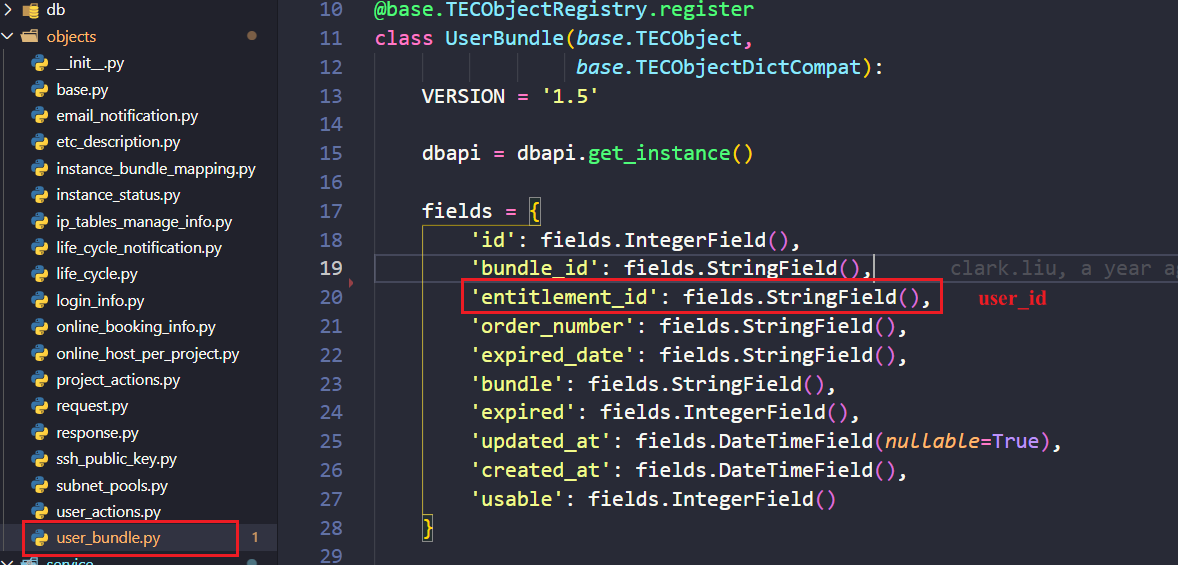 db
objects
__init__.py
base.py
email_notification.py
etc_description.py
instance_bundle_mapping.py
instance_status.py
ip_tables_manage_info.py
life_cycle_notification.py
life_cycle.py
login_info.py
online_booking_info.py
online_host_per_project.py
project_actions.py
request.py
response.py
ssh_public_key.py
subnet_pools.py
user_actions.py
user_bundle.py 1
service
10 @base.TECObjectRegistry.register
11 class UserBundle(base.TECObject,
12 base.TECObjectDictCompat):
13 VERSION = '1.5'
14
15 dbapi = dbapi.get_instance()
16
17 fields = {
18 'id': fields.IntegerField(),
19 'bundle_id': fields.StringField(), clark.liu, a year ag
20 'entitlement_id': fields.StringField(), user_id
21 'order_number': fields.StringField(),
22 'expired_date': fields.StringField(),
23 'bundle': fields.StringField(),
24 'expired': fields.IntegerField(),
25 'updated_at': fields.DateTimeField(nullable=True),
26 'created_at': fields.DateTimeField(),
27 'usable': fields.IntegerField()
28 }
29